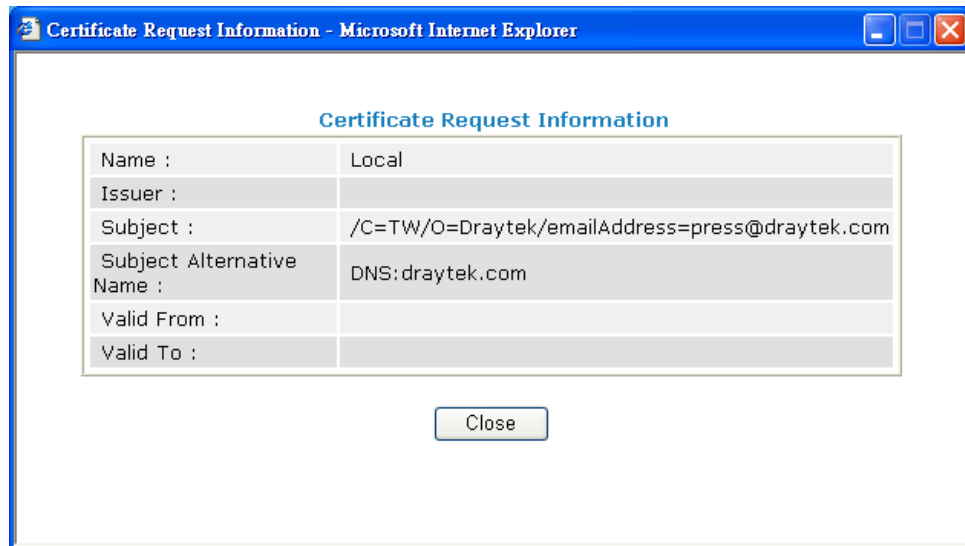 Certificate Request Information - Microsoft Internet Explorer
Certificate Request Information
Name : Local
Issuer :
Subject : /C=TW/O=Draytek/emailAddress=press@draytek.com
Subject Alternative
Name : DNS:draytek.com
Valid From :
Valid To :
Close